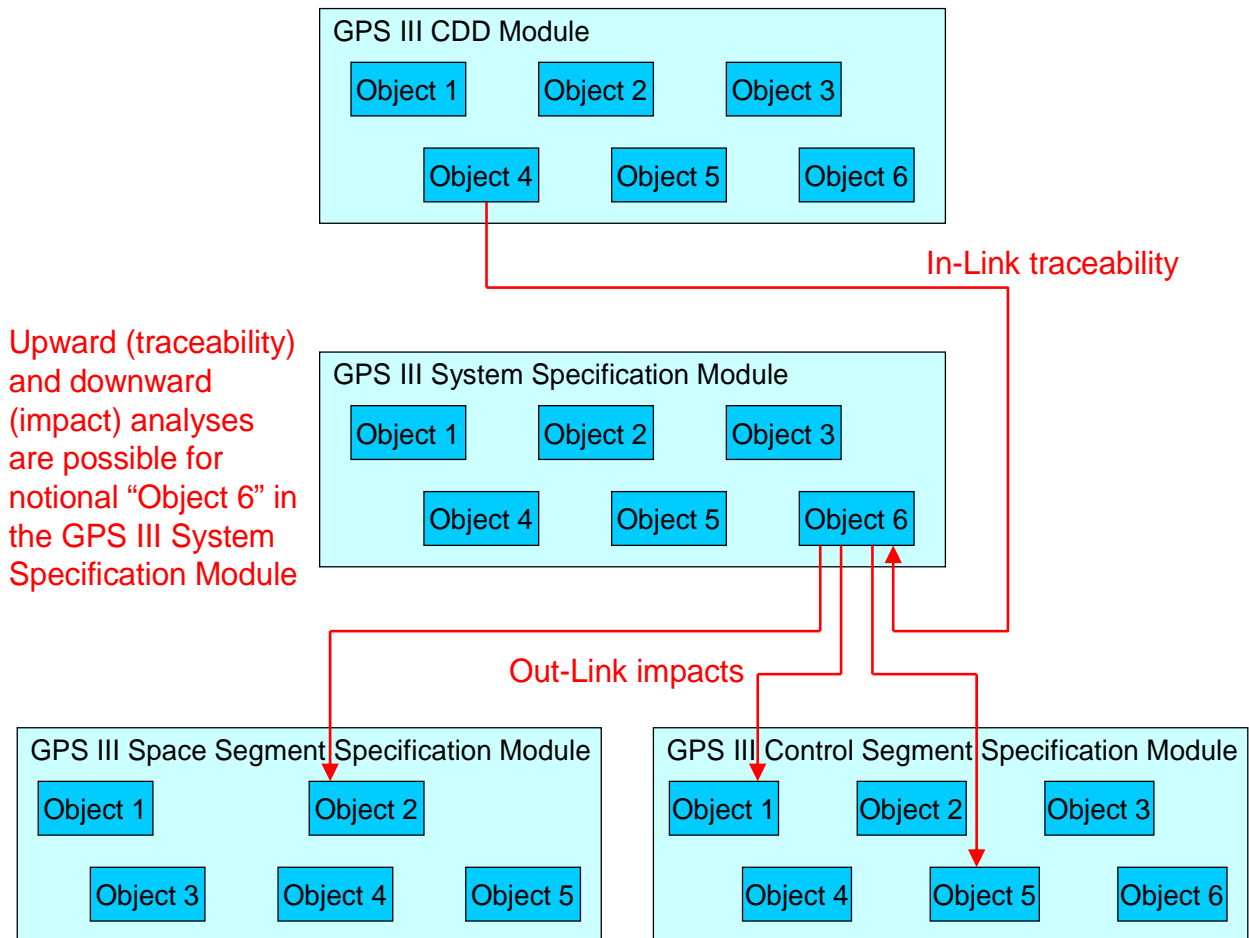 GPS III CDD Module
Object 1
Object 2
Object 3
Object 4
Object 5
Object 6
In-Link traceability
Upward (traceability)
and downward
(impact) analyses
are possible for
notional “Object 6” in
the GPS III System
Specification Module
GPS III System Specification Module
Object 1
Object 2
Object 3
Object 4
Object 5
Object 6
Out-Link impacts
GPS III Space Segment Specification Module
Object 1
Object 2
Object 3
Object 4
Object 5
GPS III Control Segment Specification Module
Object 1
Object 2
Object 3
Object 4
Object 5
Object 6